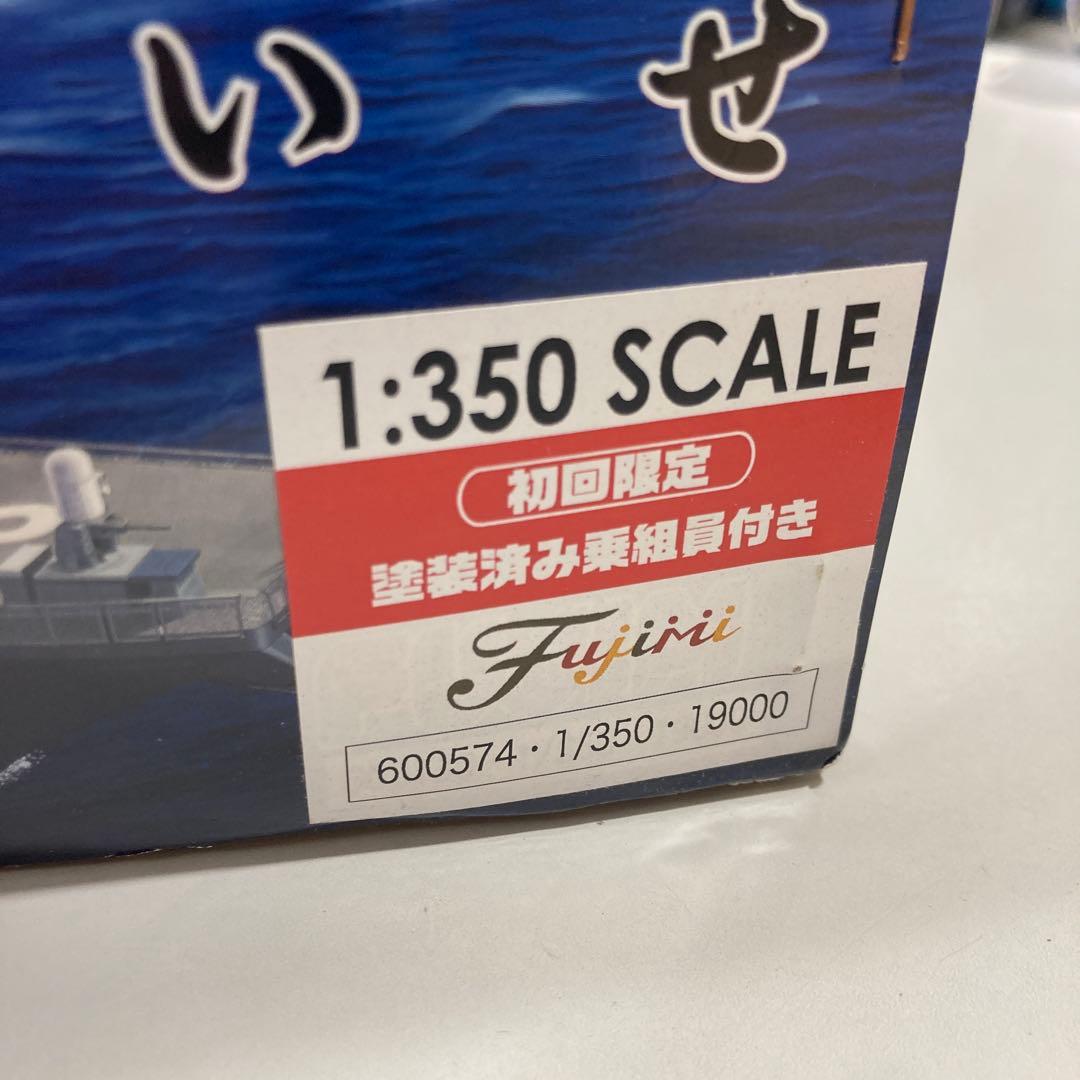 いせ
1:350 SCALE
初回限定
塗装済み乗組員付き
Fujimi
600574・1/350・19000